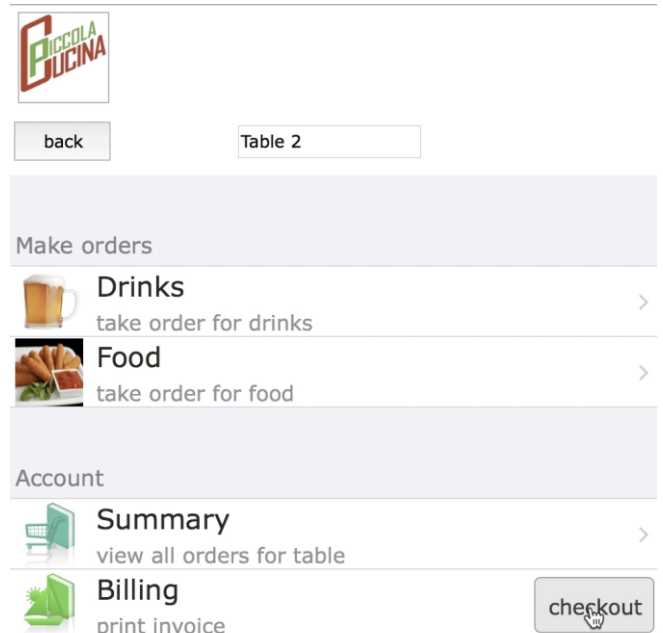 PICCOLA
CUCINA
back
Table 2
Make orders
Drinks
take order for drinks
Food
take order for food
Account
Summary
view all orders for table
Billing
checkout
print invoice